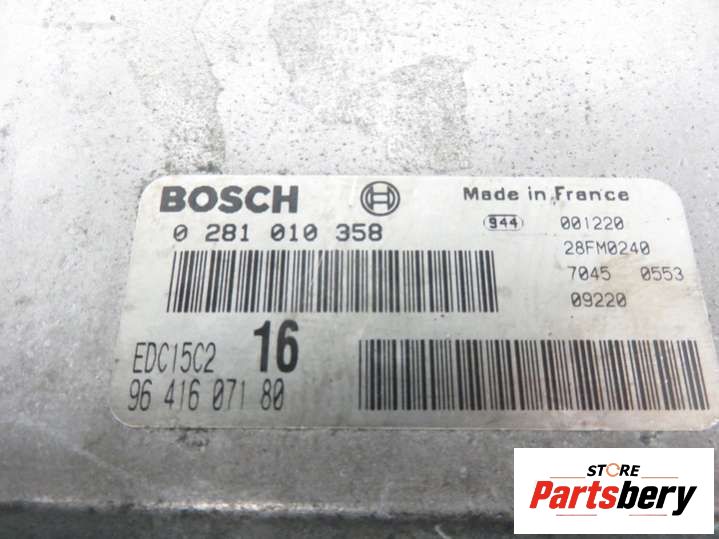 BOSCH Made in France
0 281 010 358 944 001220
28FM0240
7045 0553
09220
EDC15C2 16
96 416 071 80
STORE
Partsbery